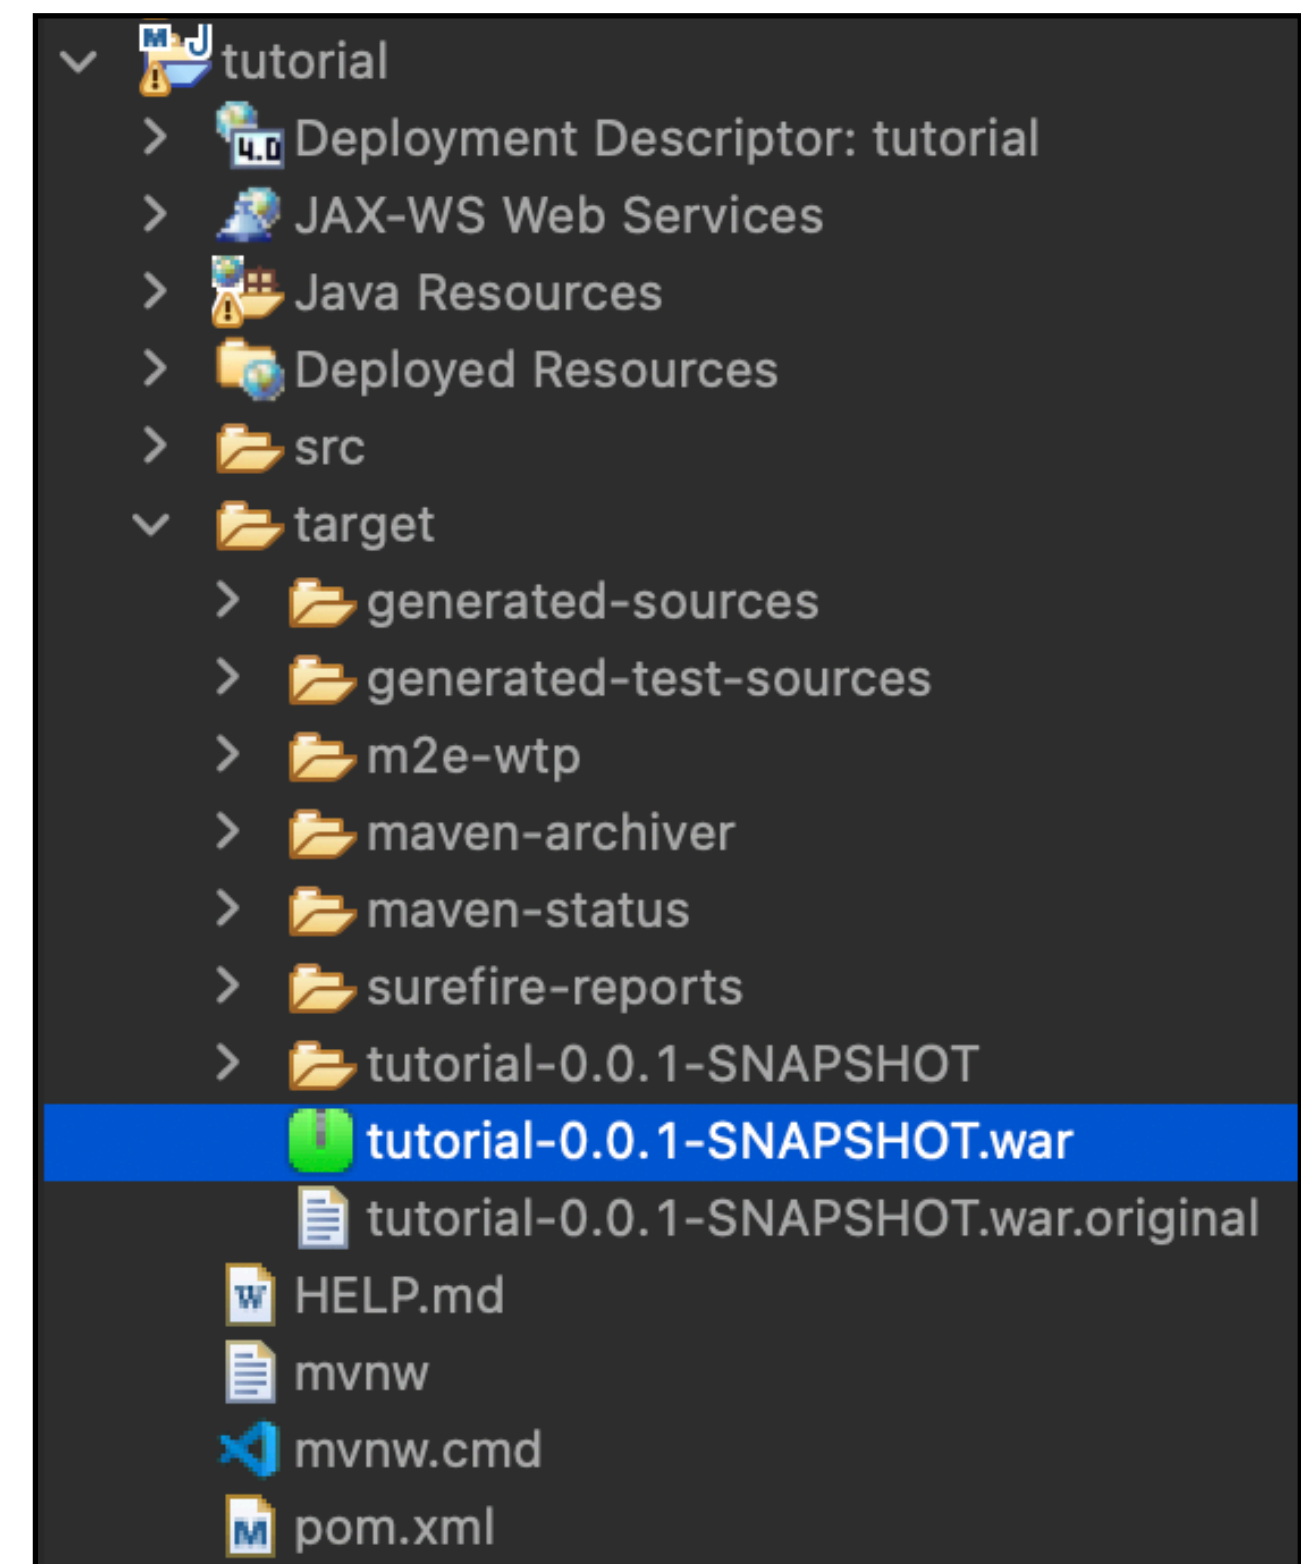 tutorial
Deployment Descriptor: tutorial
JAX-WS Web Services
Java Resources
Deployed Resources
src
target
generated-sources
generated-test-sources
m2e-wtp
maven-archiver
maven-status
surefire-reports
tutorial-0.0.1-SNAPSHOT
tutorial-0.0.1-SNAPSHOT.war
tutorial-0.0.1-SNAPSHOT.war.original
HELP.md
mvnw
mvnw.cmd
pom.xml